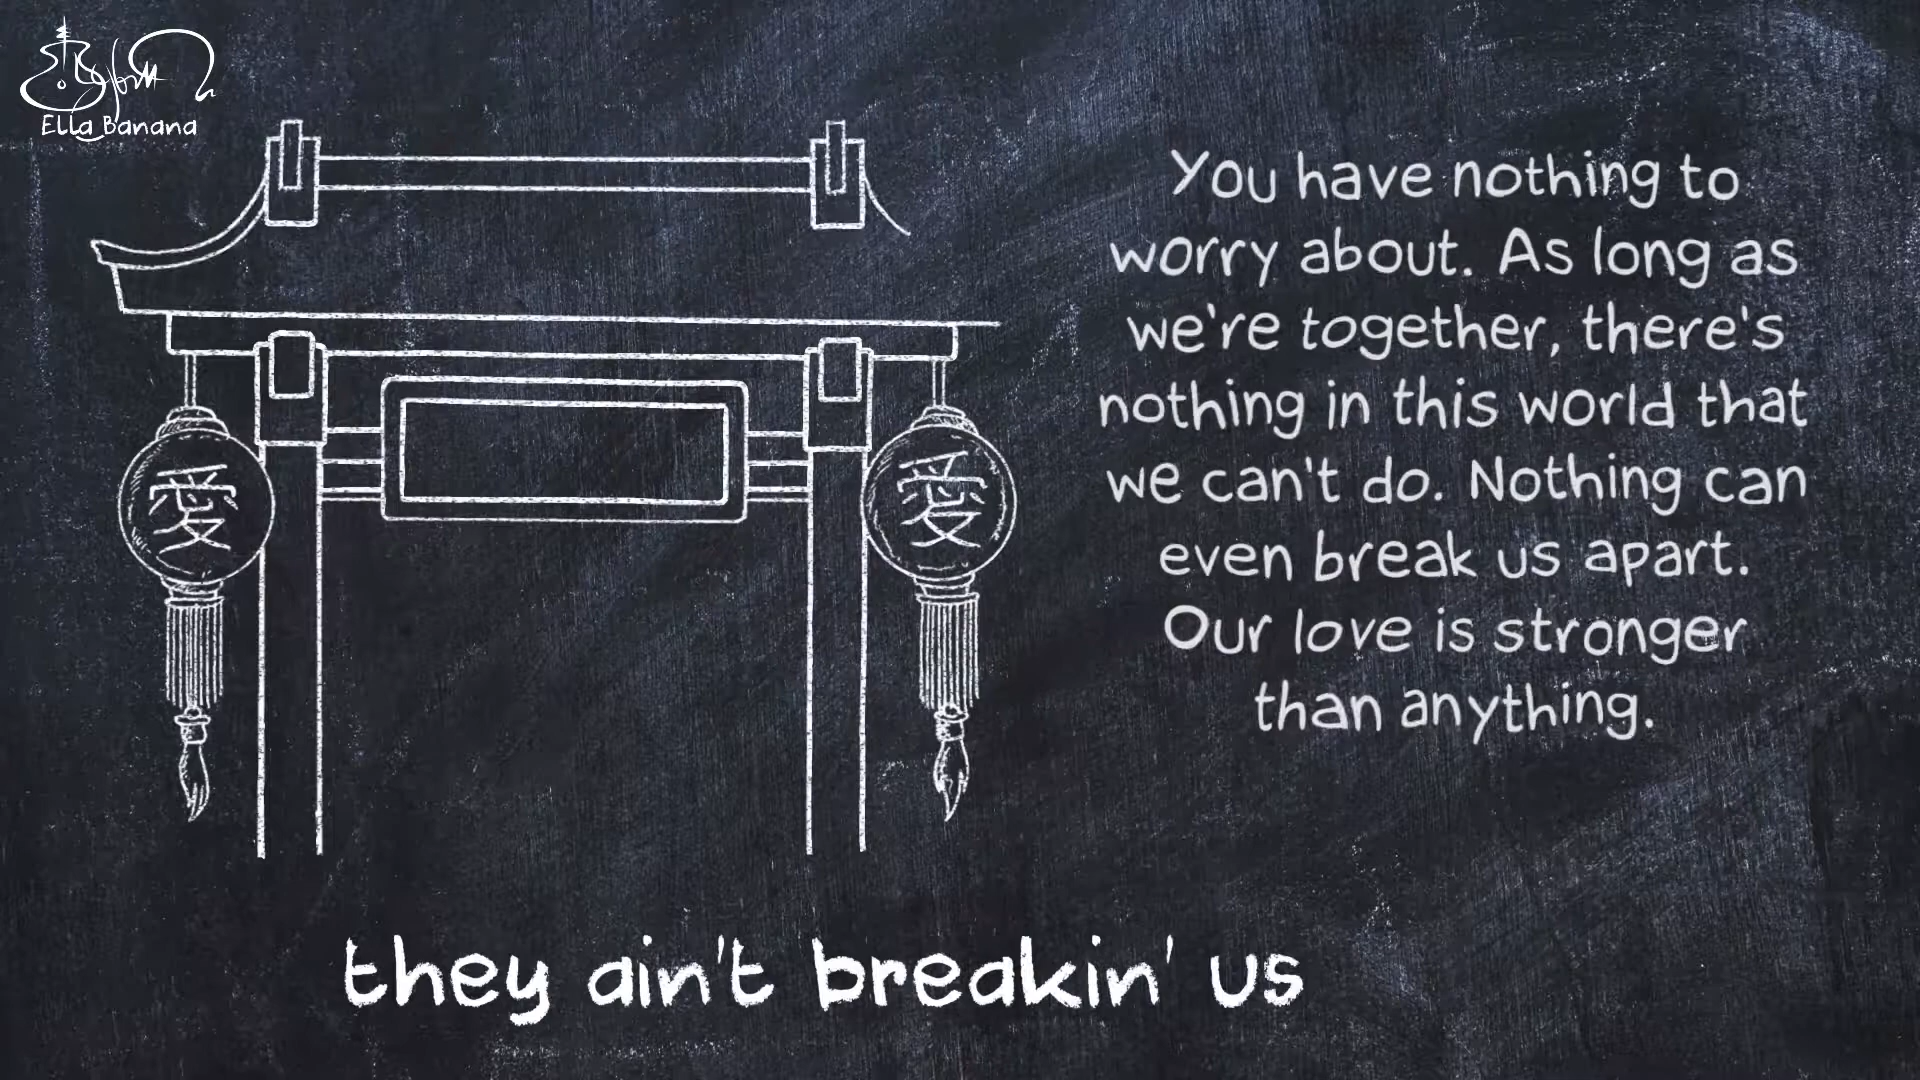 Ella Banana
You have nothing to
worry about. As long as
we're together, there's
nothing in this world that
we can't do. Nothing can
even break us apart.
Our love is stronger
than anything.
愛
愛
they ain't breakin' us